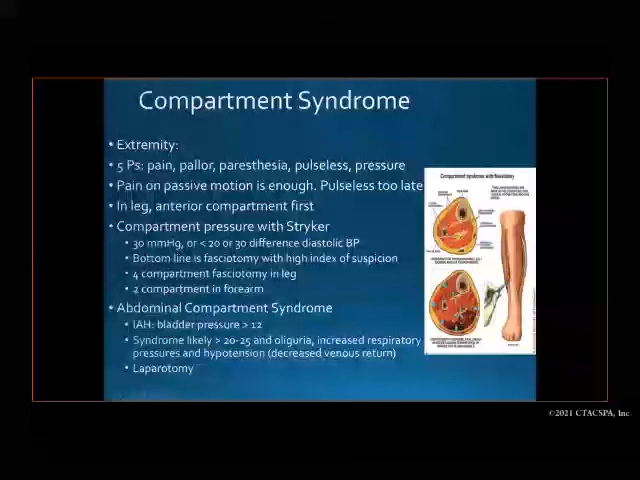 Compartment Syndrome
• Extremity:
• 5 Ps: pain, pallor, paresthesia, pulseless, pressure
• Pain on passive motion is enough. Pulseless too late
• In leg, anterior compartment first
• Compartment pressure with Stryker
• 30 mmHg, or < 20 or 30 difference diastolic BP
• Bottom line is fasciotomy with high index of suspicion
• 4 compartment fasciotomy in leg
• 2 compartment in forearm
• Abdominal Compartment Syndrome
• IAH: bladder pressure > 12
• Syndrome likely > 20-25 and oliguria, increased respiratory
pressures and hypotension (decreased venous return)
• Laparotomy
Compartment syndrome with fasciotomy
©2021 CTACSPA, Inc